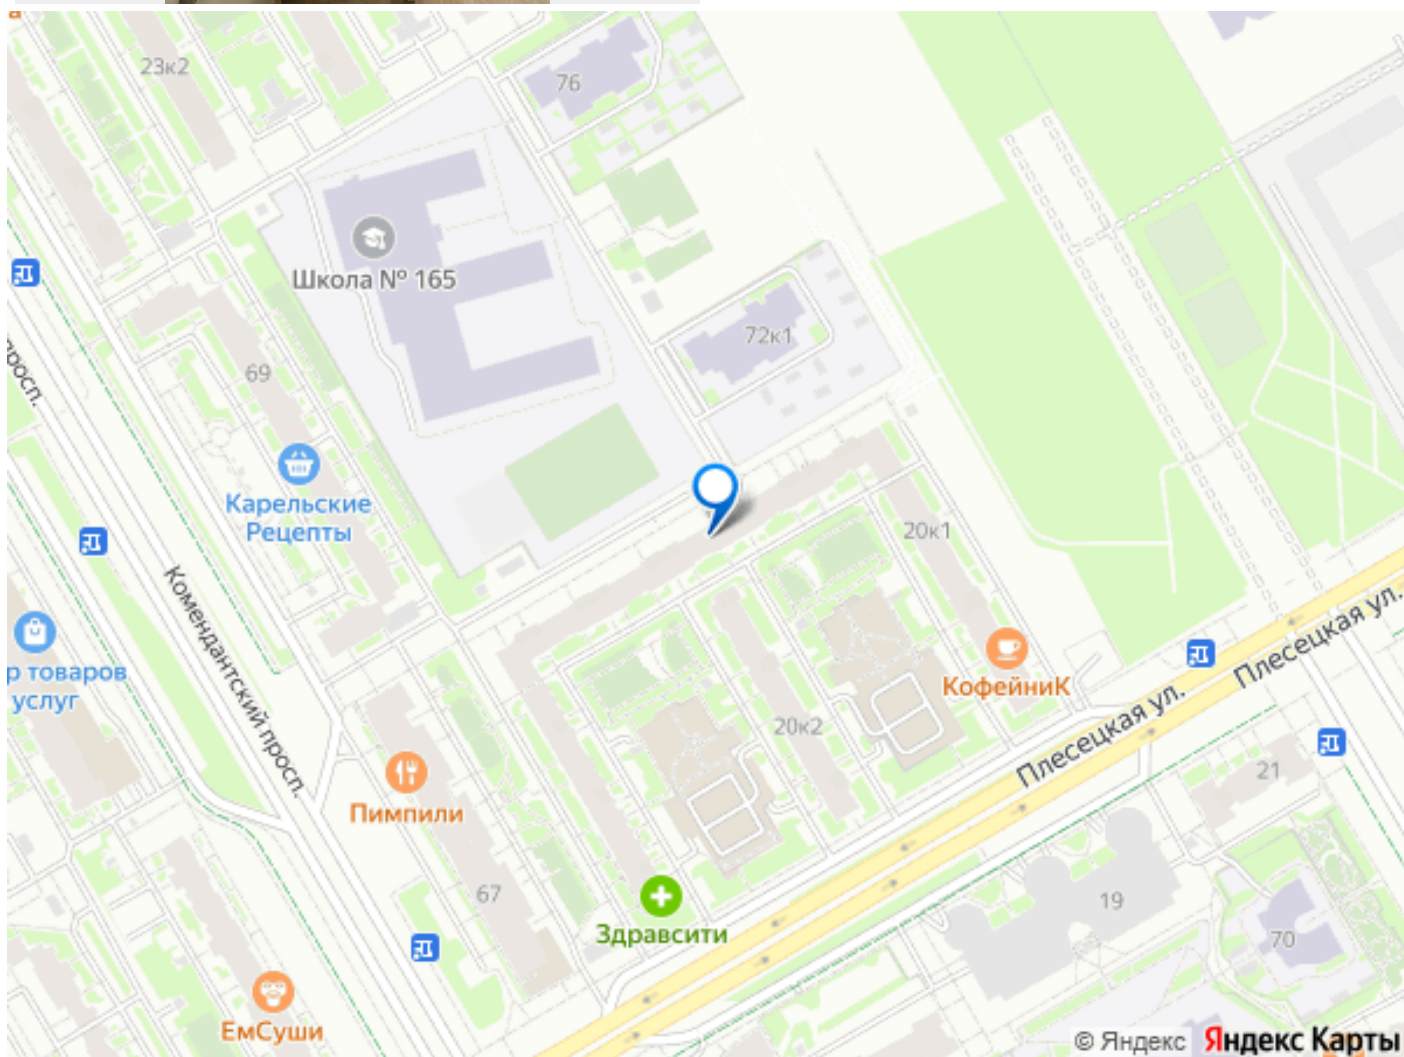 23к2
76
Школа № 165
72к1
69
Карельские
Рецепты
20к1
просп.
Комендантский просп.
р товаров
услуг
КофейниК
Плесецкая ул.
Плесецкая ул.
20к2
21
Пимпили
67
19
Здравсити
70
ЕмСуши
© Яндекс Яндекс Карты